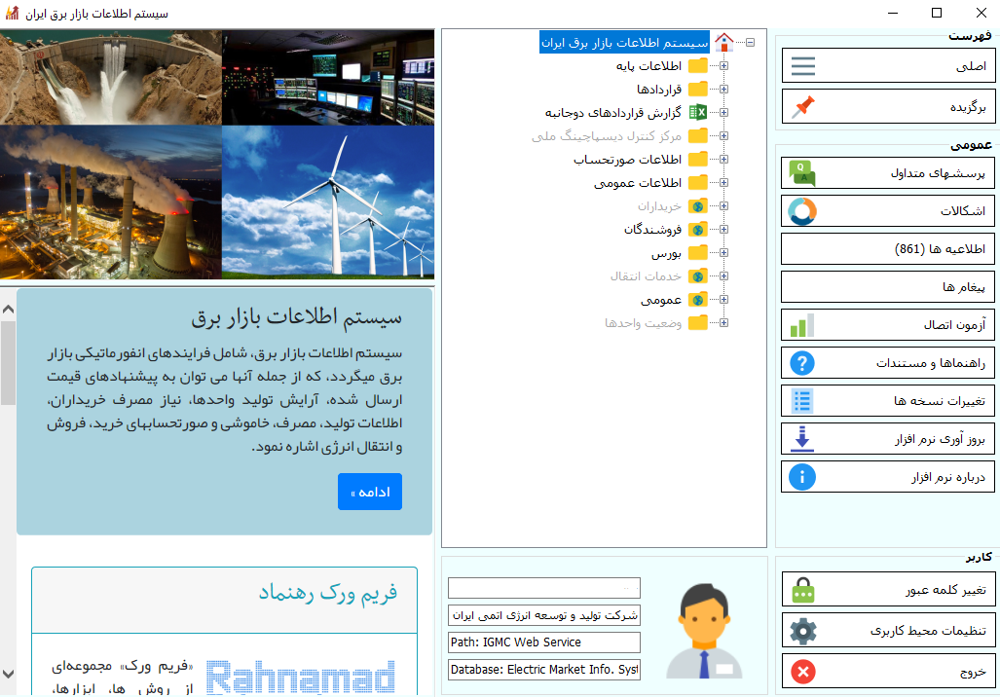 سیستم اطلاعات بازار برق ایران
فهرست
اصلی
برگزیده
عمومی
پرسشهای متداول
اشکالات
اطلاعیه ها (861)
پیغام ها
آزمون اتصال
راهنماها و مستندات
تغییرات نسخه ها
بروز آوری نرم افزار
درباره نرم افزار
کاربر
تغییر کلمه عبور
تنظیمات محیط کاربری
خروج
سیستم اطلاعات بازار برق ایران
اطلاعات پایه
قراردادها
گزارش قراردادهای دوجانبه
مرکز کنترل دیسپاچینگ ملی
اطلاعات صورتحساب
اطلاعات عمومی
خریداران
فروشندگان
بورس
خدمات انتقال
عمومی
وضعیت واحدها
شرکت تولید و توسعه انرژی اتمی ایران
Path: IGMC Web Service
Database: Electric Market Info. Syst
سیستم اطلاعات بازار برق
سیستم اطلاعات بازار برق، شامل فرایندهای انفورماتیکی بازار
برق میگردد، که از جمله آنها می توان به پیشنهادهای قیمت
ارسال شده، آرایش تولید واحدها، نیاز مصرف خریداران،
اطلاعات تولید، مصرف، خاموشی و صورتحسابهای خرید، فروش
و انتقال انرژی اشاره نمود.
ادامه »
فریم ورک رهنماد
«فریم ورک» مجموعه‌ای
از روش ها، ابزارها،
Rahnamad